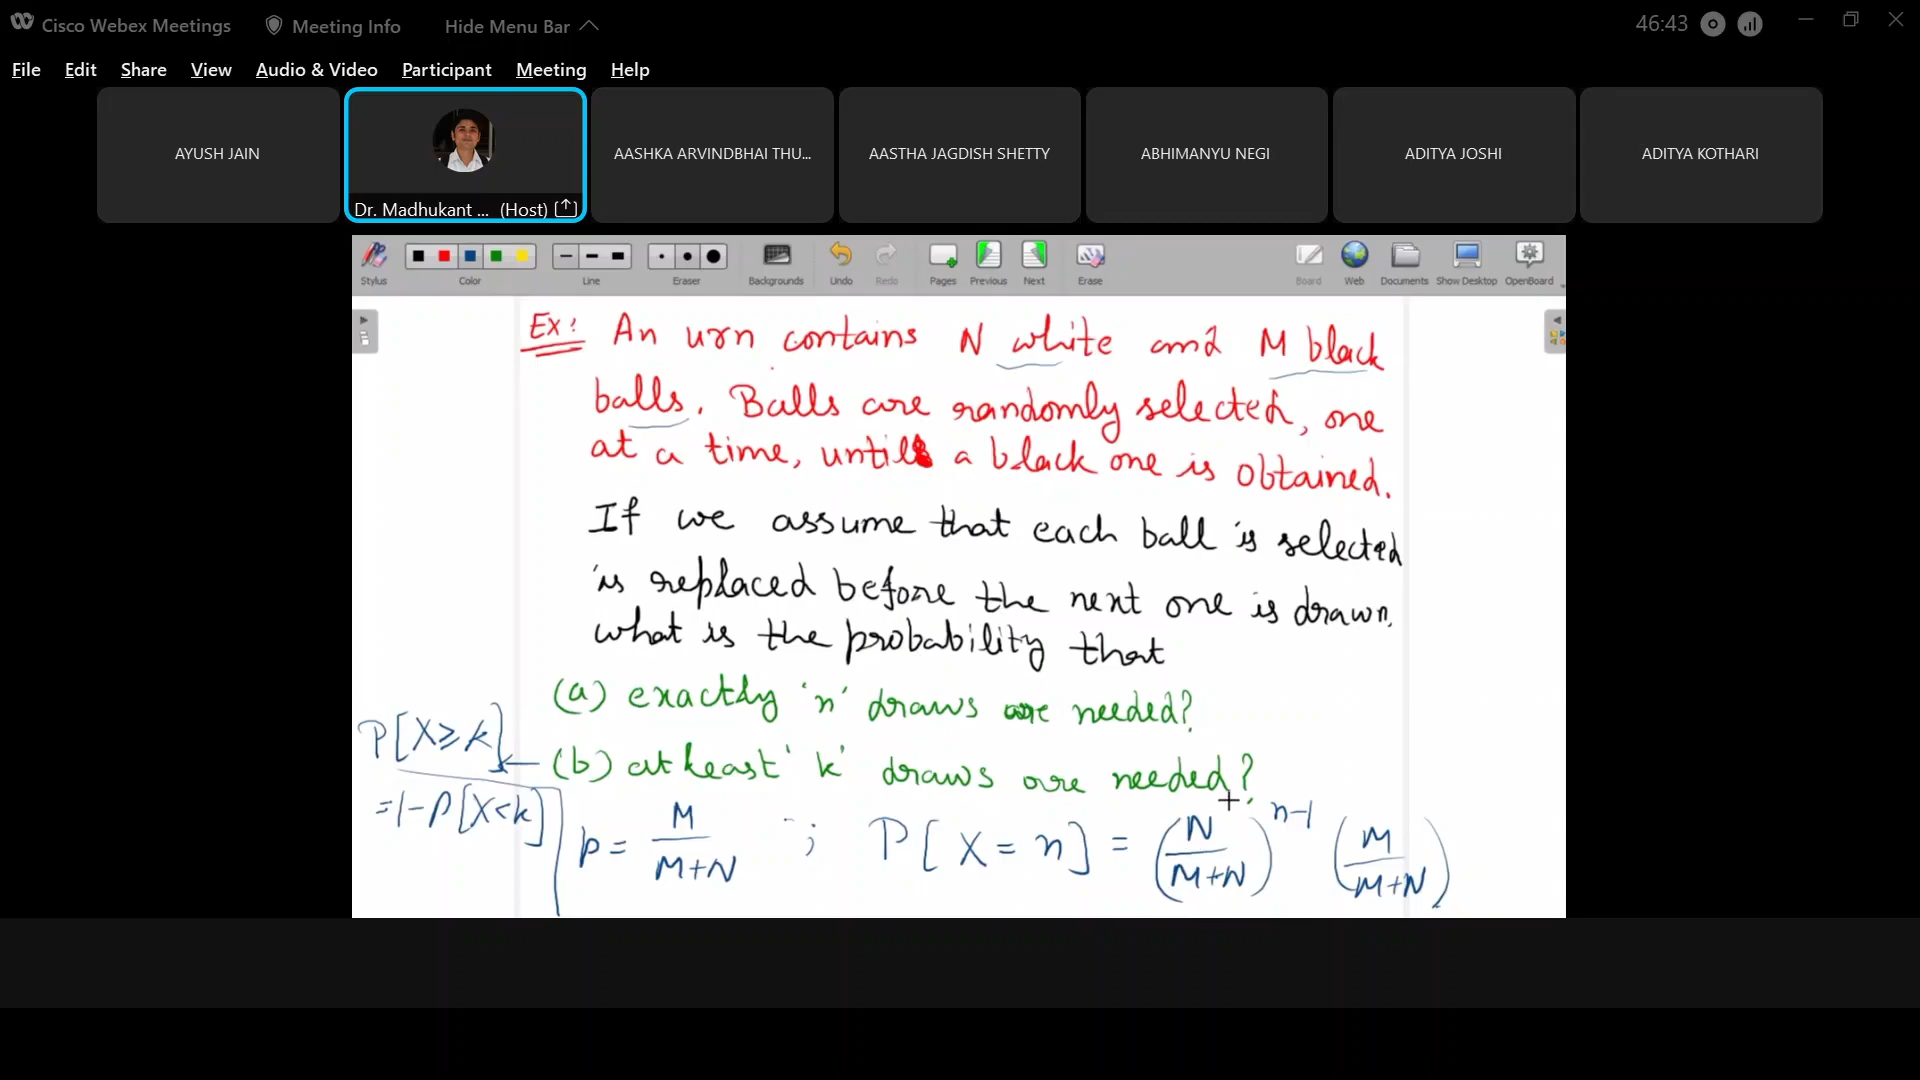 Cisco Webex Meetings Meeting Info Hide Menu Bar 46:43
File Edit Share View Audio & Video Participant Meeting Help
AYUSH JAIN
Dr. Madhukant ... (Host)
AASHKA ARVINDBHAI THU...
AASTHA JAGDISH SHETTY
ABHIMANYU NEGI
ADITYA JOSHI
ADITYA KOTHARI
Stylus Color Line Eraser Backgrounds Undo Redo Pages Previous Next Erase Board Web Documents Show Desktop OpenBoard
Ex: An urn contains N white and M black
balls. Balls are randomly selected, one
at a time, until a black one is obtained.
If we assume that each ball is selected
is replaced before the next one is drawn,
what is the probability that
(a) exactly 'n' draws are needed?
(b) atleast 'k' draws are needed?
P[X≥k]
=1-P[X<k]
p = M/(M+N) ; P[X=n] = (N/(M+N))^(n-1) (M/(M+N))